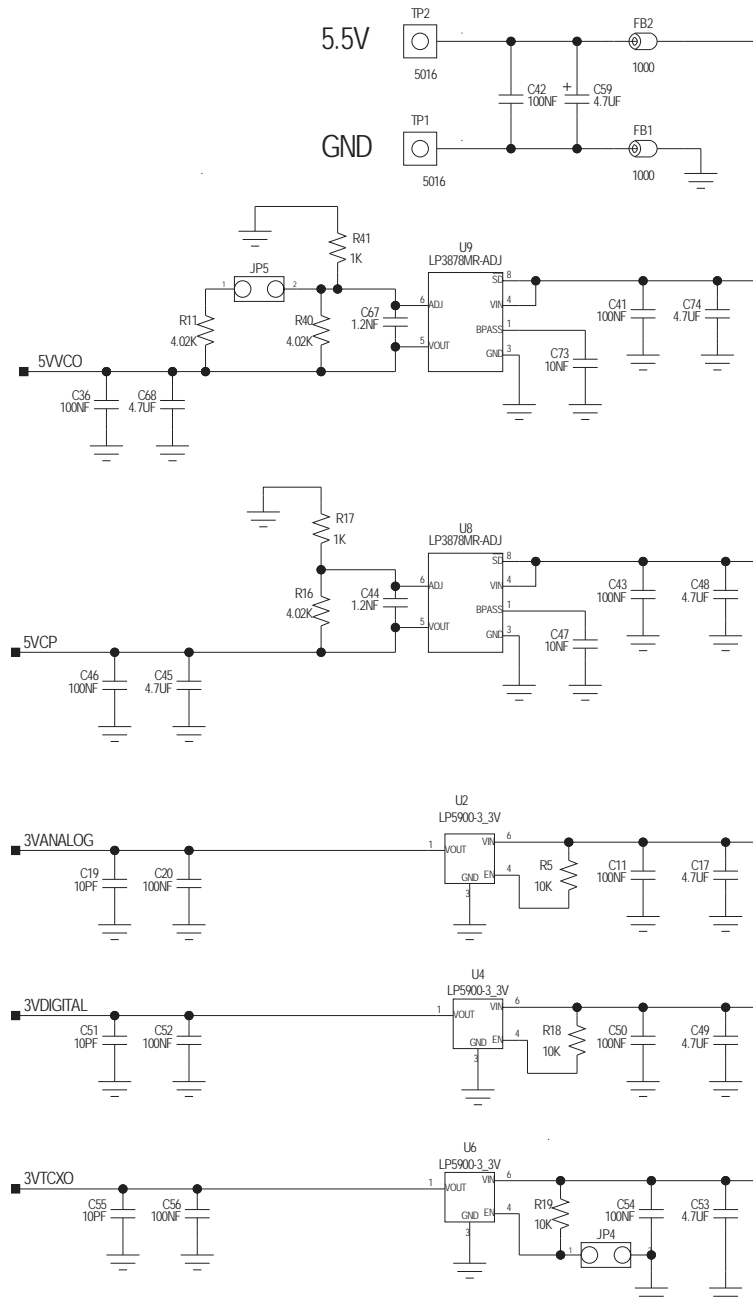 TP2
5.5V
FB2
5016
1000
C42
100NF
+
C59
4.7UF
TP1
FB1
GND
5016
1000
R41
1K
U9
LP3878MR-ADJ
JP5
1
2
SD 8
6 ADJ
VIN 4
C67
1.2NF
C41
100NF
C74
4.7UF
R11
4.02K
R40
4.02K
BPASS 1
5 VOUT
GND 3
C73
10NF
5VVCO
C36
100NF
C68
4.7UF
R17
1K
U8
LP3878MR-ADJ
SD 8
6 ADJ
VIN 4
R16
4.02K
C44
1.2NF
C43
100NF
C48
4.7UF
BPASS 1
5 VOUT
GND 3
C47
10NF
5VCP
C46
100NF
C45
4.7UF
U2
LP5900-3_3V
3VANALOG
1 VOUT
VIN 6
GND
EN 4
3
R5
10K
C19
10PF
C20
100NF
C11
100NF
C17
4.7UF
U4
LP5900-3_3V
3VDIGITAL
1 VOUT
VIN 6
GND
EN 4
3
R18
10K
C51
10PF
C52
100NF
C50
100NF
C49
4.7UF
U6
LP5900-3_3V
3VTCXO
1 VOUT
VIN 6
GND
EN 4
3
R19
10K
C55
10PF
C56
100NF
C54
100NF
C53
4.7UF
JP4
1